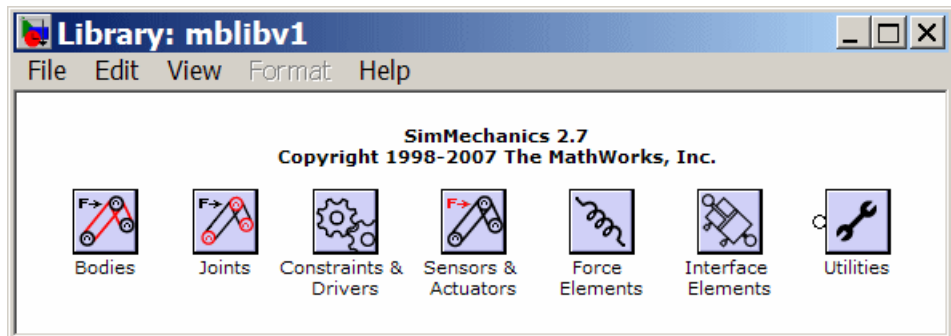 Library: mblibv1
File Edit View Format Help
SimMechanics 2.7
Copyright 1998-2007 The MathWorks, Inc.
F→ F→ F→
Bodies Joints Constraints & Sensors & Force Interface Utilities
Drivers Actuators Elements Elements